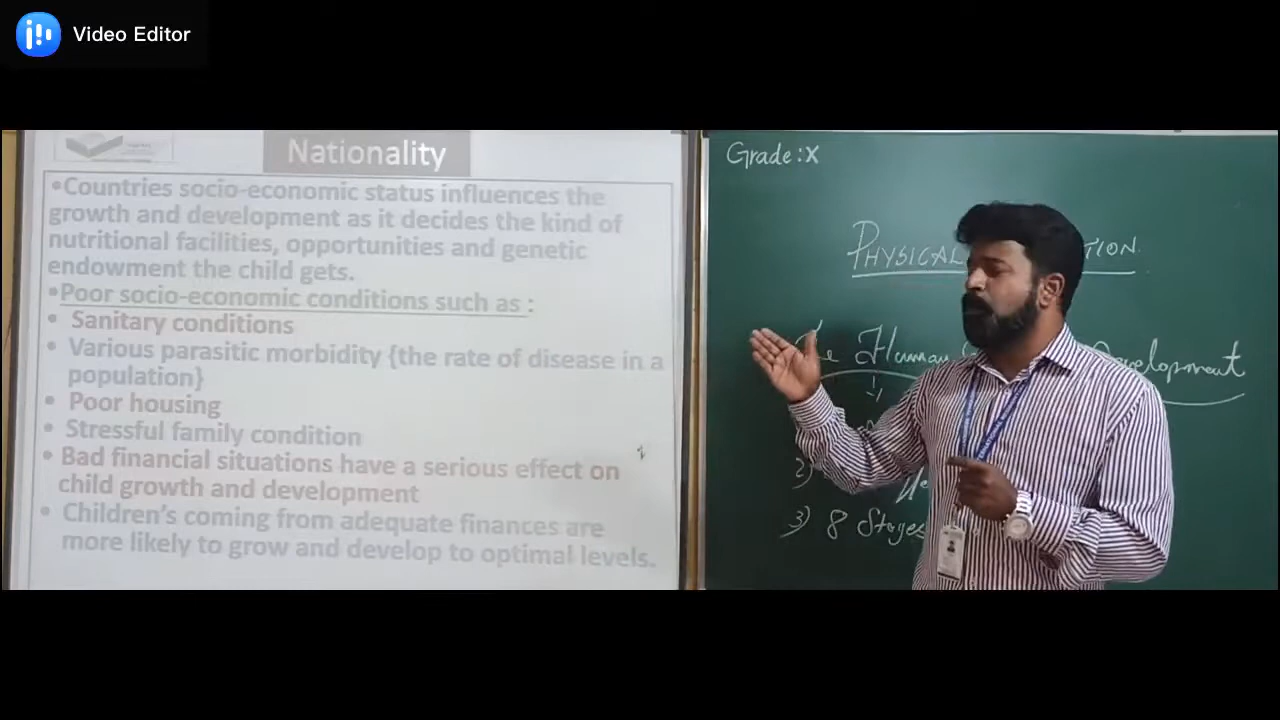 Video Editor
Nationality
•Countries socio-economic status influences the
growth and development as it decides the kind of
nutritional facilities, opportunities and genetic
endowment the child gets.
•Poor socio-economic conditions such as :
• Sanitary conditions
• Various parasitic morbidity {the rate of disease in a
population}
• Poor housing
• Stressful family condition
• Bad financial situations have a serious effect on
child growth and development
• Children's coming from adequate finances are
more likely to grow and develop to optimal levels.
Grade : X
PHYSICAL TION
Human Development
2)
3) 8 Stages